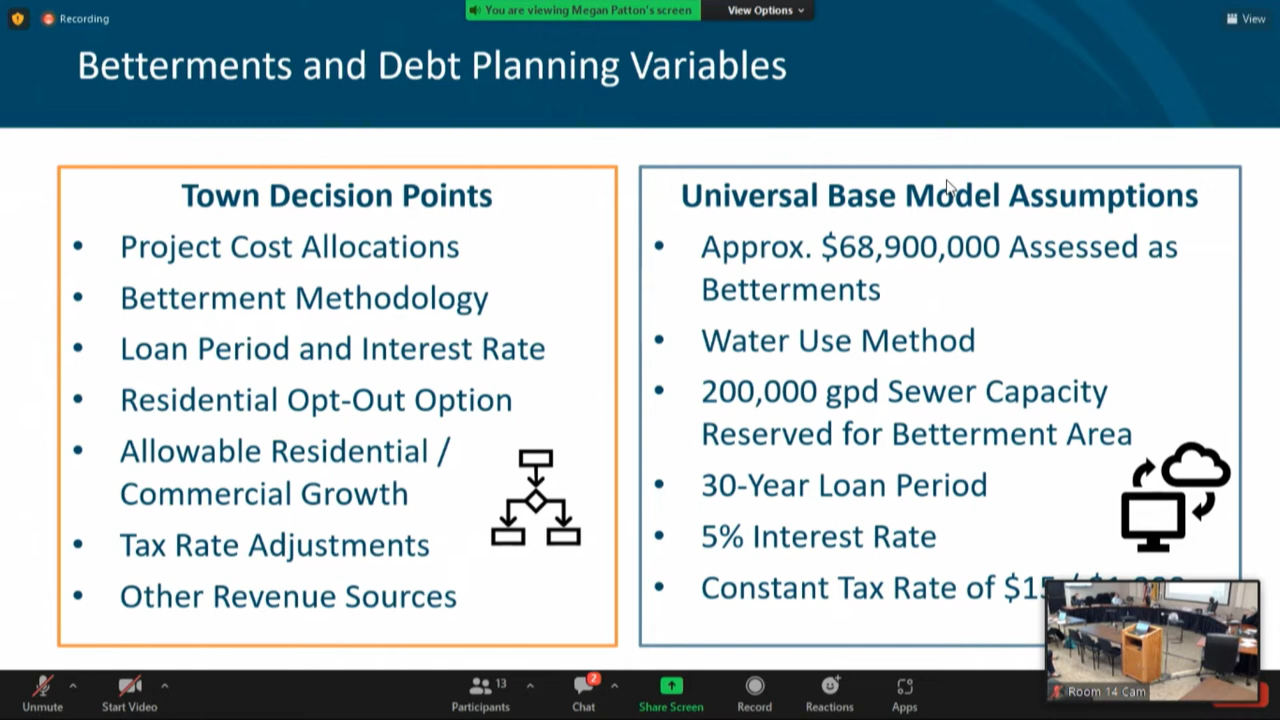 Recording
You are viewing Megan Patton's screen
View Options
View
Betterments and Debt Planning Variables
Town Decision Points
• Project Cost Allocations
• Betterment Methodology
• Loan Period and Interest Rate
• Residential Opt-Out Option
• Allowable Residential /
Commercial Growth
• Tax Rate Adjustments
• Other Revenue Sources
Universal Base Model Assumptions
• Approx. $68,900,000 Assessed as
Betterments
• Water Use Method
• 200,000 gpd Sewer Capacity
Reserved for Betterment Area
• 30-Year Loan Period
• 5% Interest Rate
• Constant Tax Rate of
Room 14 Cam
Unmute
Start Video
13
Participants
2
Chat
Share Screen
Record
Reactions
Apps